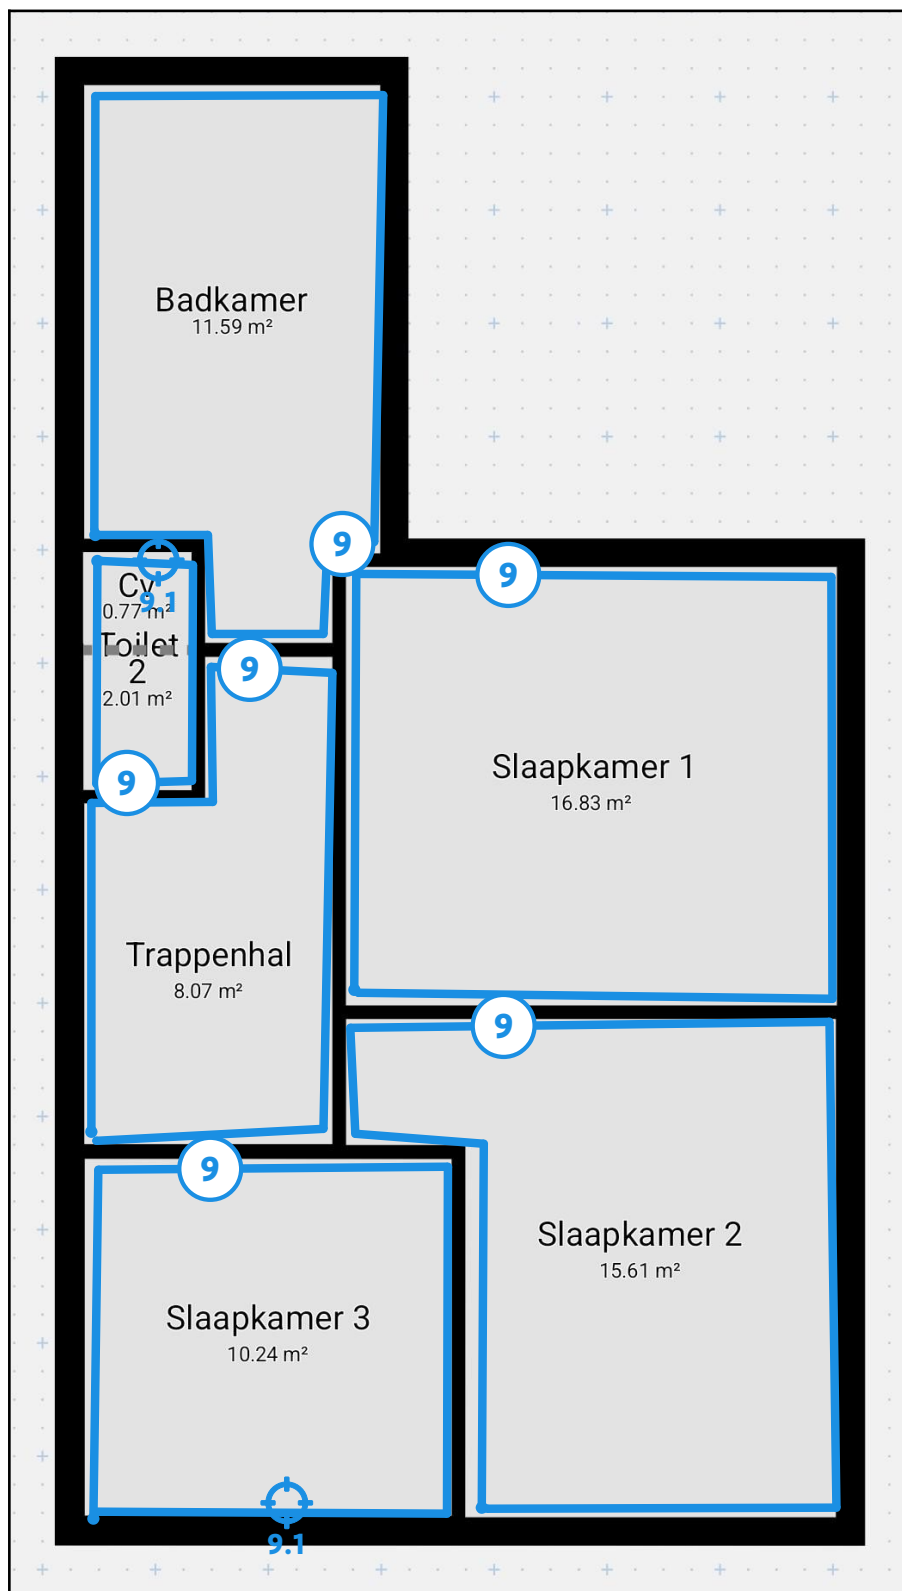 Badkamer
11.59 m²
9
9
Cv
9.1
0.77 m²
Toilet
2
2.01 m²
9
9
Slaapkamer 1
16.83 m²
Trappenhal
8.07 m²
9
9
Slaapkamer 2
15.61 m²
Slaapkamer 3
10.24 m²
9.1